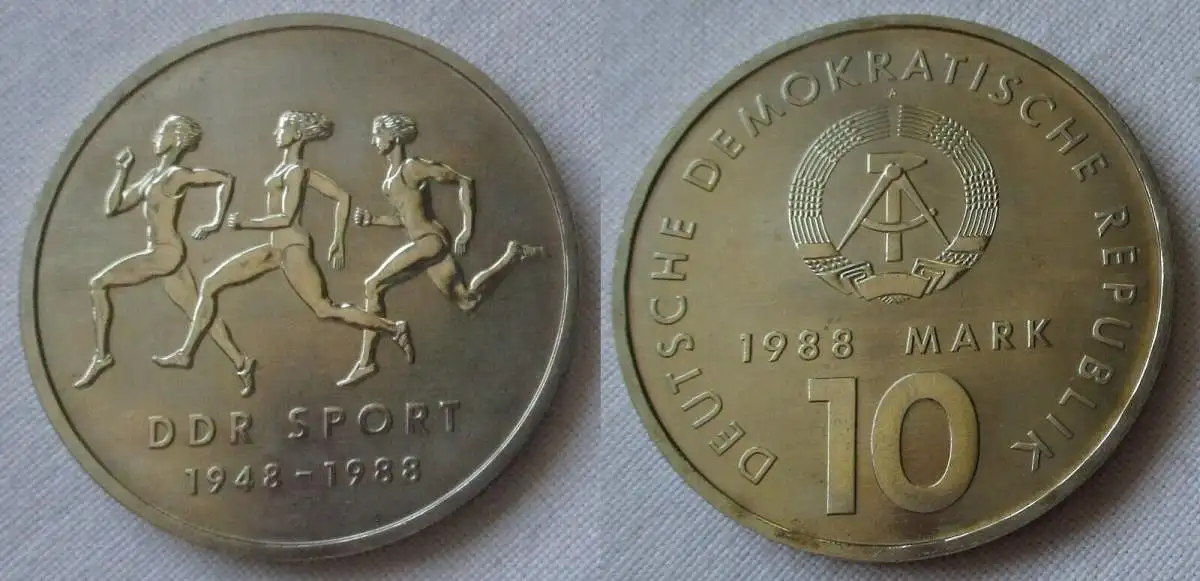 DDR SPORT
1948-1988
DEUTSCHE DEMOKRATISCHE REPUBLIK
A
1988 MARK
10